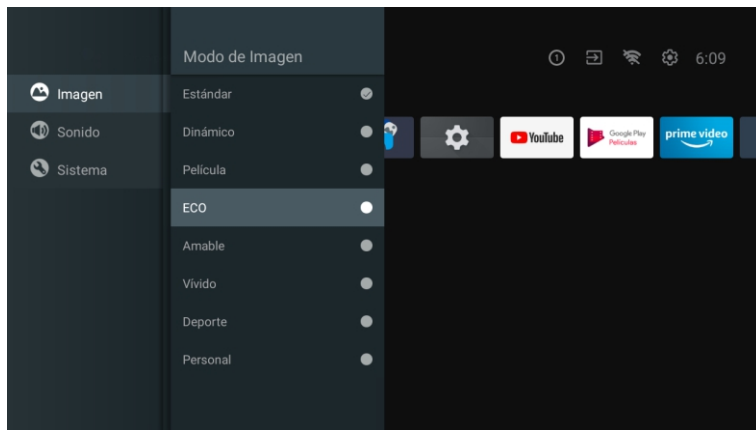 Modo de Imagen
1
6:09
Imagen
Sonido
Sistema
Estándar
Dinámico
Película
ECO
Amable
Vívido
Deporte
Personal
YouTube
Google Play
Películas
prime video